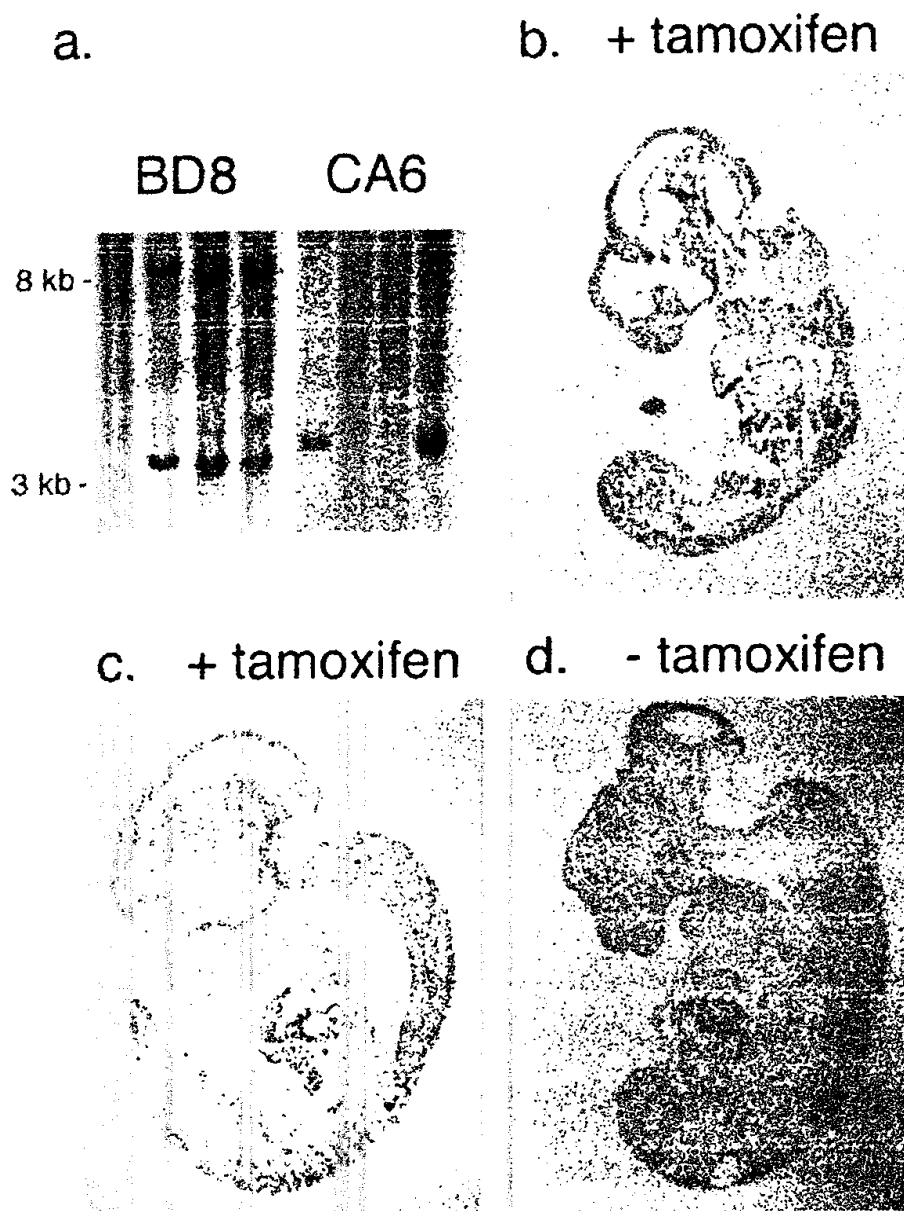 a.
b. + tamoxifen
BD8 CA6
8 kb -
3 kb -
c. + tamoxifen
d. - tamoxifen